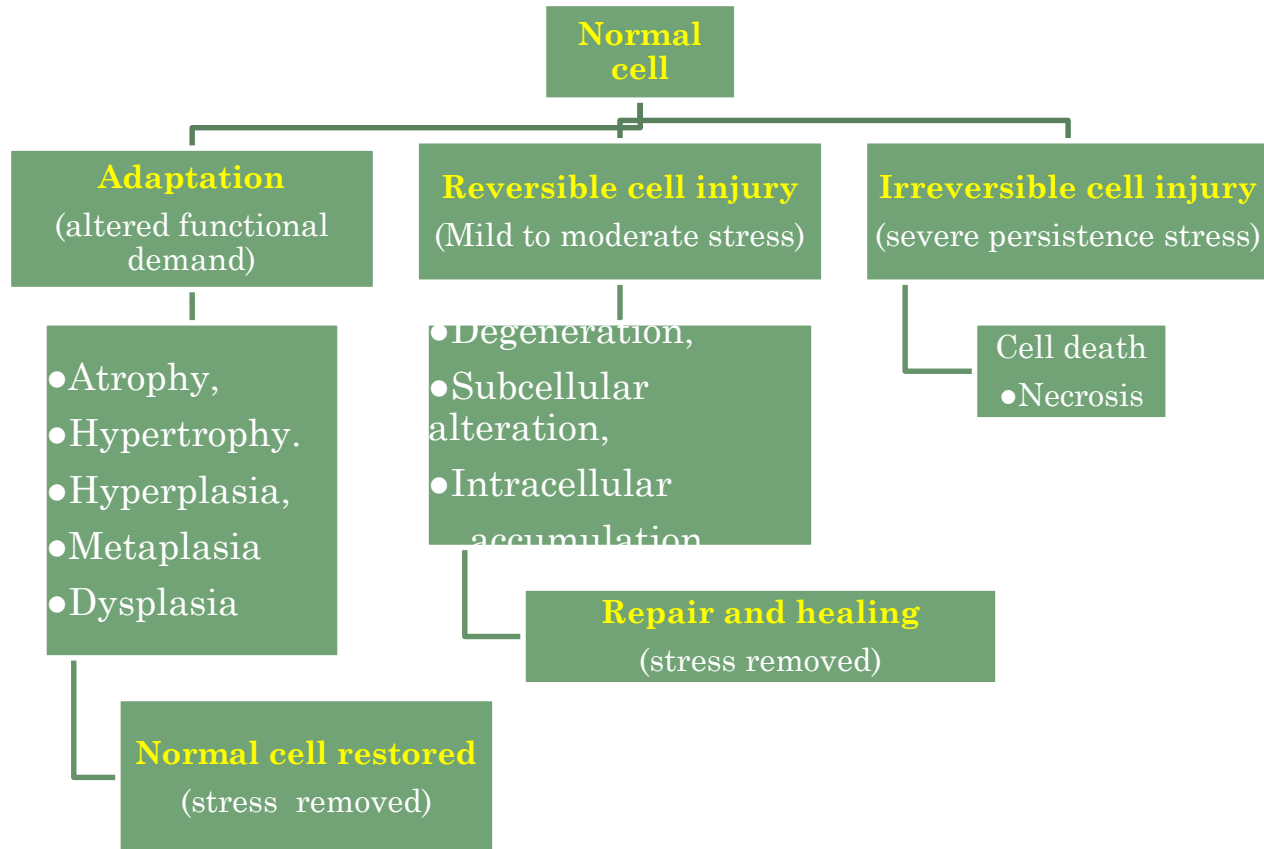 Normal
cell
Adaptation
(altered functional
demand)
●Atrophy,
●Hypertrophy.
●Hyperplasia,
●Metaplasia
●Dysplasia
Normal cell restored
(stress removed)
Reversible cell injury
(Mild to moderate stress)
●Degeneration,
●Subcellular
alteration,
●Intracellular
accumulation
Repair and healing
(stress removed)
Irreversible cell injury
(severe persistence stress)
Cell death
●Necrosis